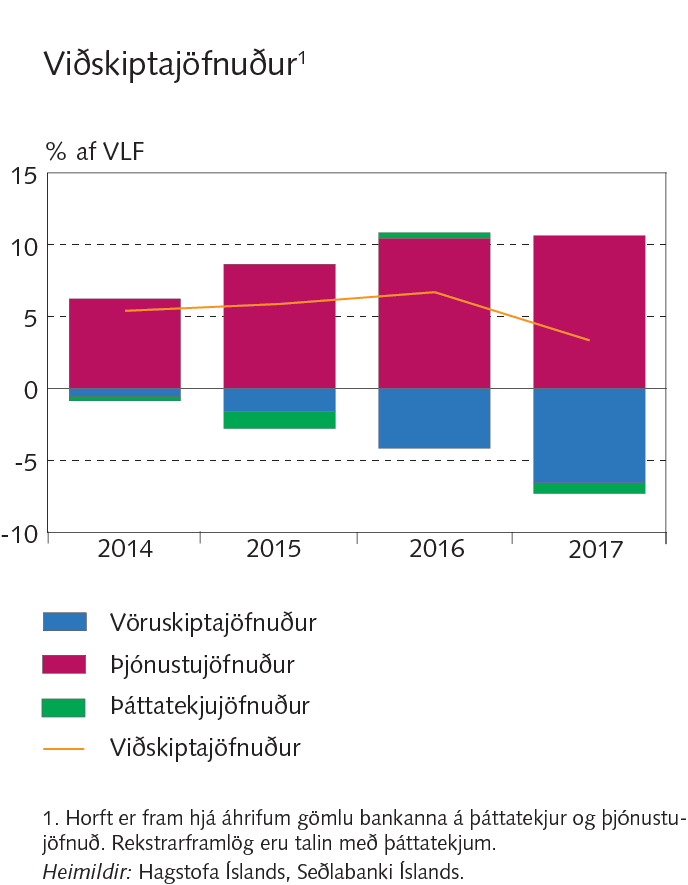 Viðskiptajöfnuður¹
% af VLF
15
10
5
0
-5
-10
2014 2015 2016 2017
Vöruskiptajöfnuður
Þjónustujöfnuður
Þáttatekjujöfnuður
Viðskiptajöfnuður
1. Horft er fram hjá áhrifum gömlu bankanna á þáttatekjur og þjónustu-
jöfnuð. Rekstrarframlög eru talin með þáttatekjum.
Heimildir: Hagstofa Íslands, Seðlabanki Íslands.